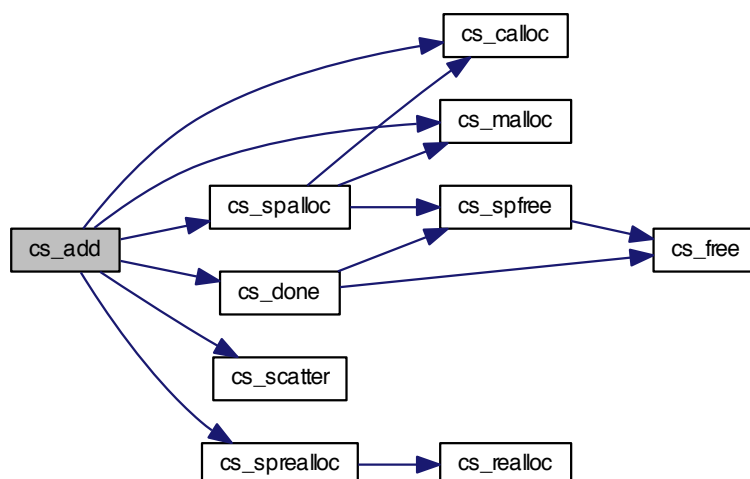 cs_calloc
cs_malloc
cs_spalloc
cs_spfree
cs_add
cs_free
cs_done
cs_scatter
cs_sprealloc
cs_realloc